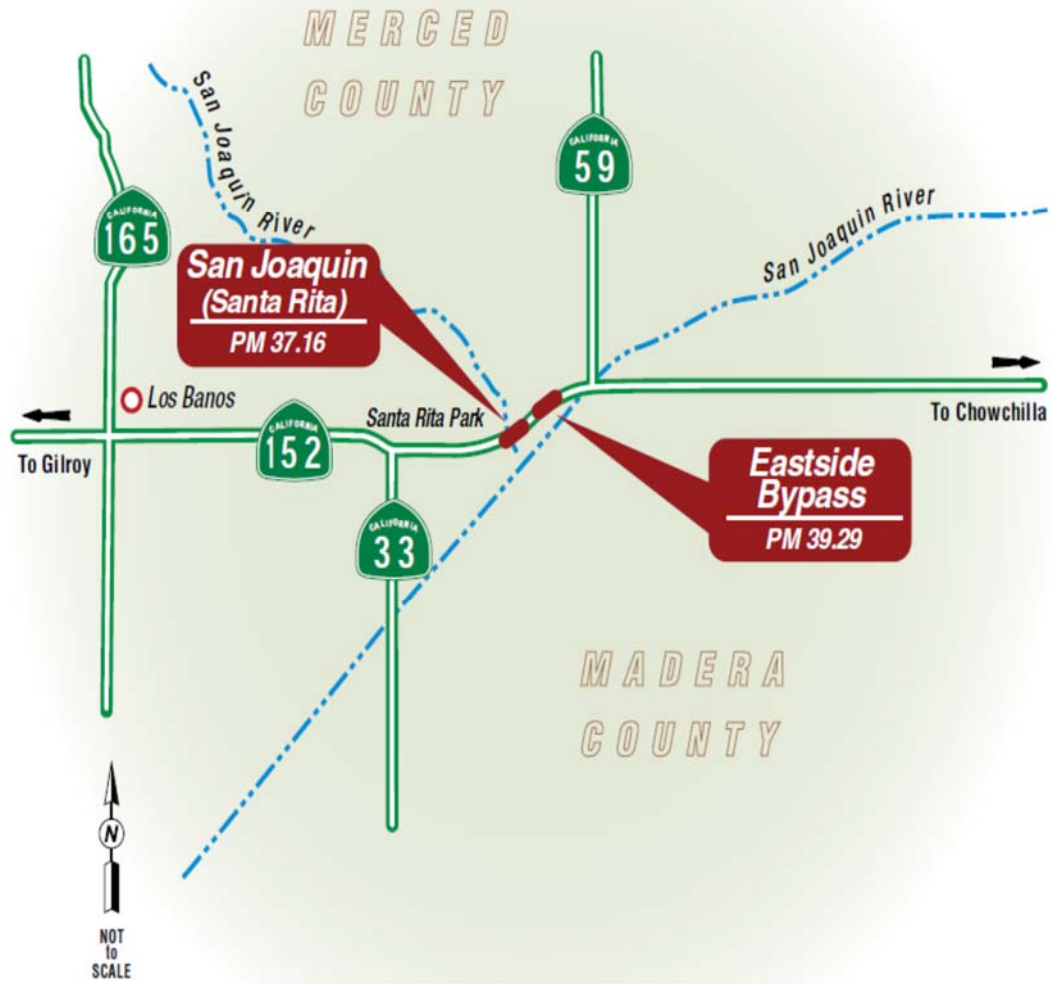 MERCED
COUNTY
San Joaquin River
CALIFORNIA
59
San Joaquin River
CALIFORNIA
165
San Joaquin
(Santa Rita)
PM 37.16
Los Banos
Santa Rita Park
To Chowchilla
To Gilroy
CALIFORNIA
152
Eastside
Bypass
PM 39.29
CALIFORNIA
33
MADERA
COUNTY
N
NOT
to
SCALE